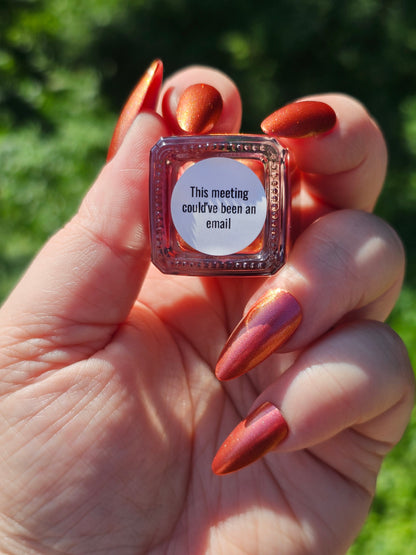 This meeting
could've been an
email